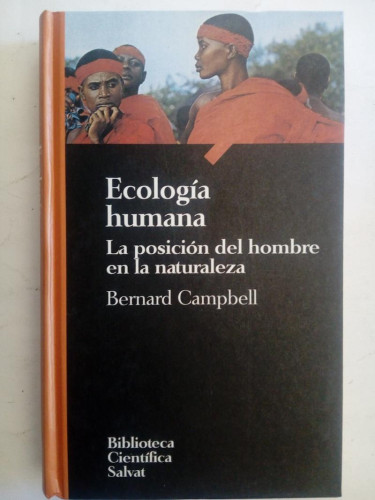 Ecología
humana
La posición del hombre
en la naturaleza
Bernard Campbell
Biblioteca
Científica
Salvat